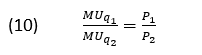 (10) MU_{q_1} / MU_{q_2} = P_1 / P_2